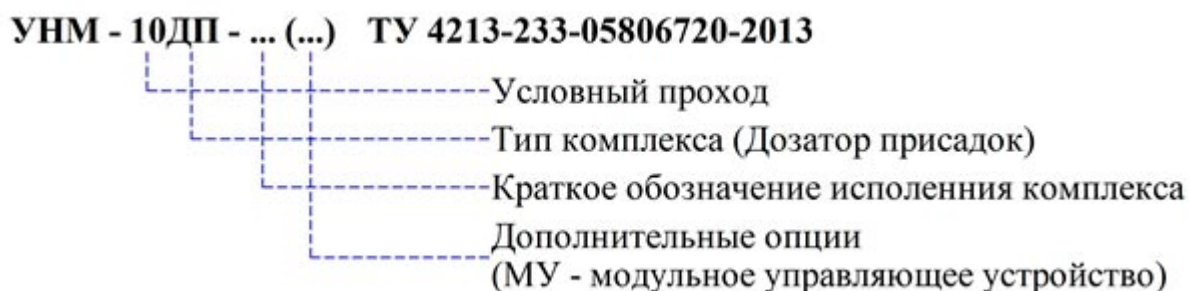 УНМ - 10ДП - ... (...) ТУ 4213-233-05806720-2013
Условный проход
Тип комплекса (Дозатор присадок)
Краткое обозначение исполенния комплекса
Дополнительные опции
(МУ - модульное управляющее устройство)